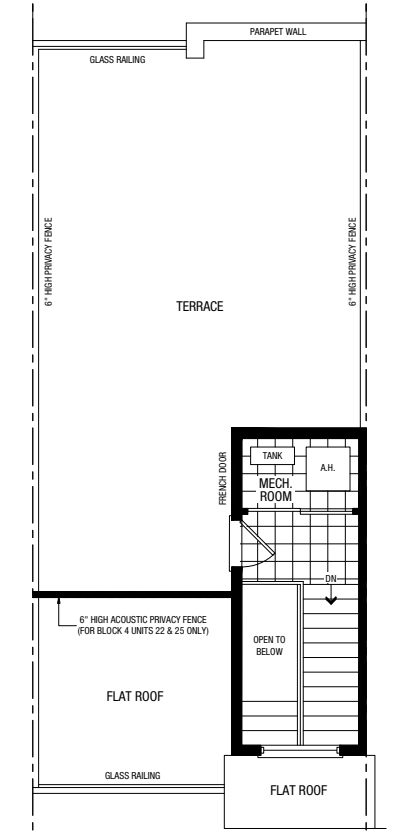 PARAPET WALL
GLASS RAILING
6" HIGH PRIVACY FENCE
6" HIGH PRIVACY FENCE
TERRACE
FRENCH DOOR
TANK
A.H.
MECH.
ROOM
DN
6" HIGH ACOUSTIC PRIVACY FENCE
(FOR BLOCK 4 UNITS 22 & 25 ONLY)
OPEN TO
BELOW
FLAT ROOF
GLASS RAILING
FLAT ROOF